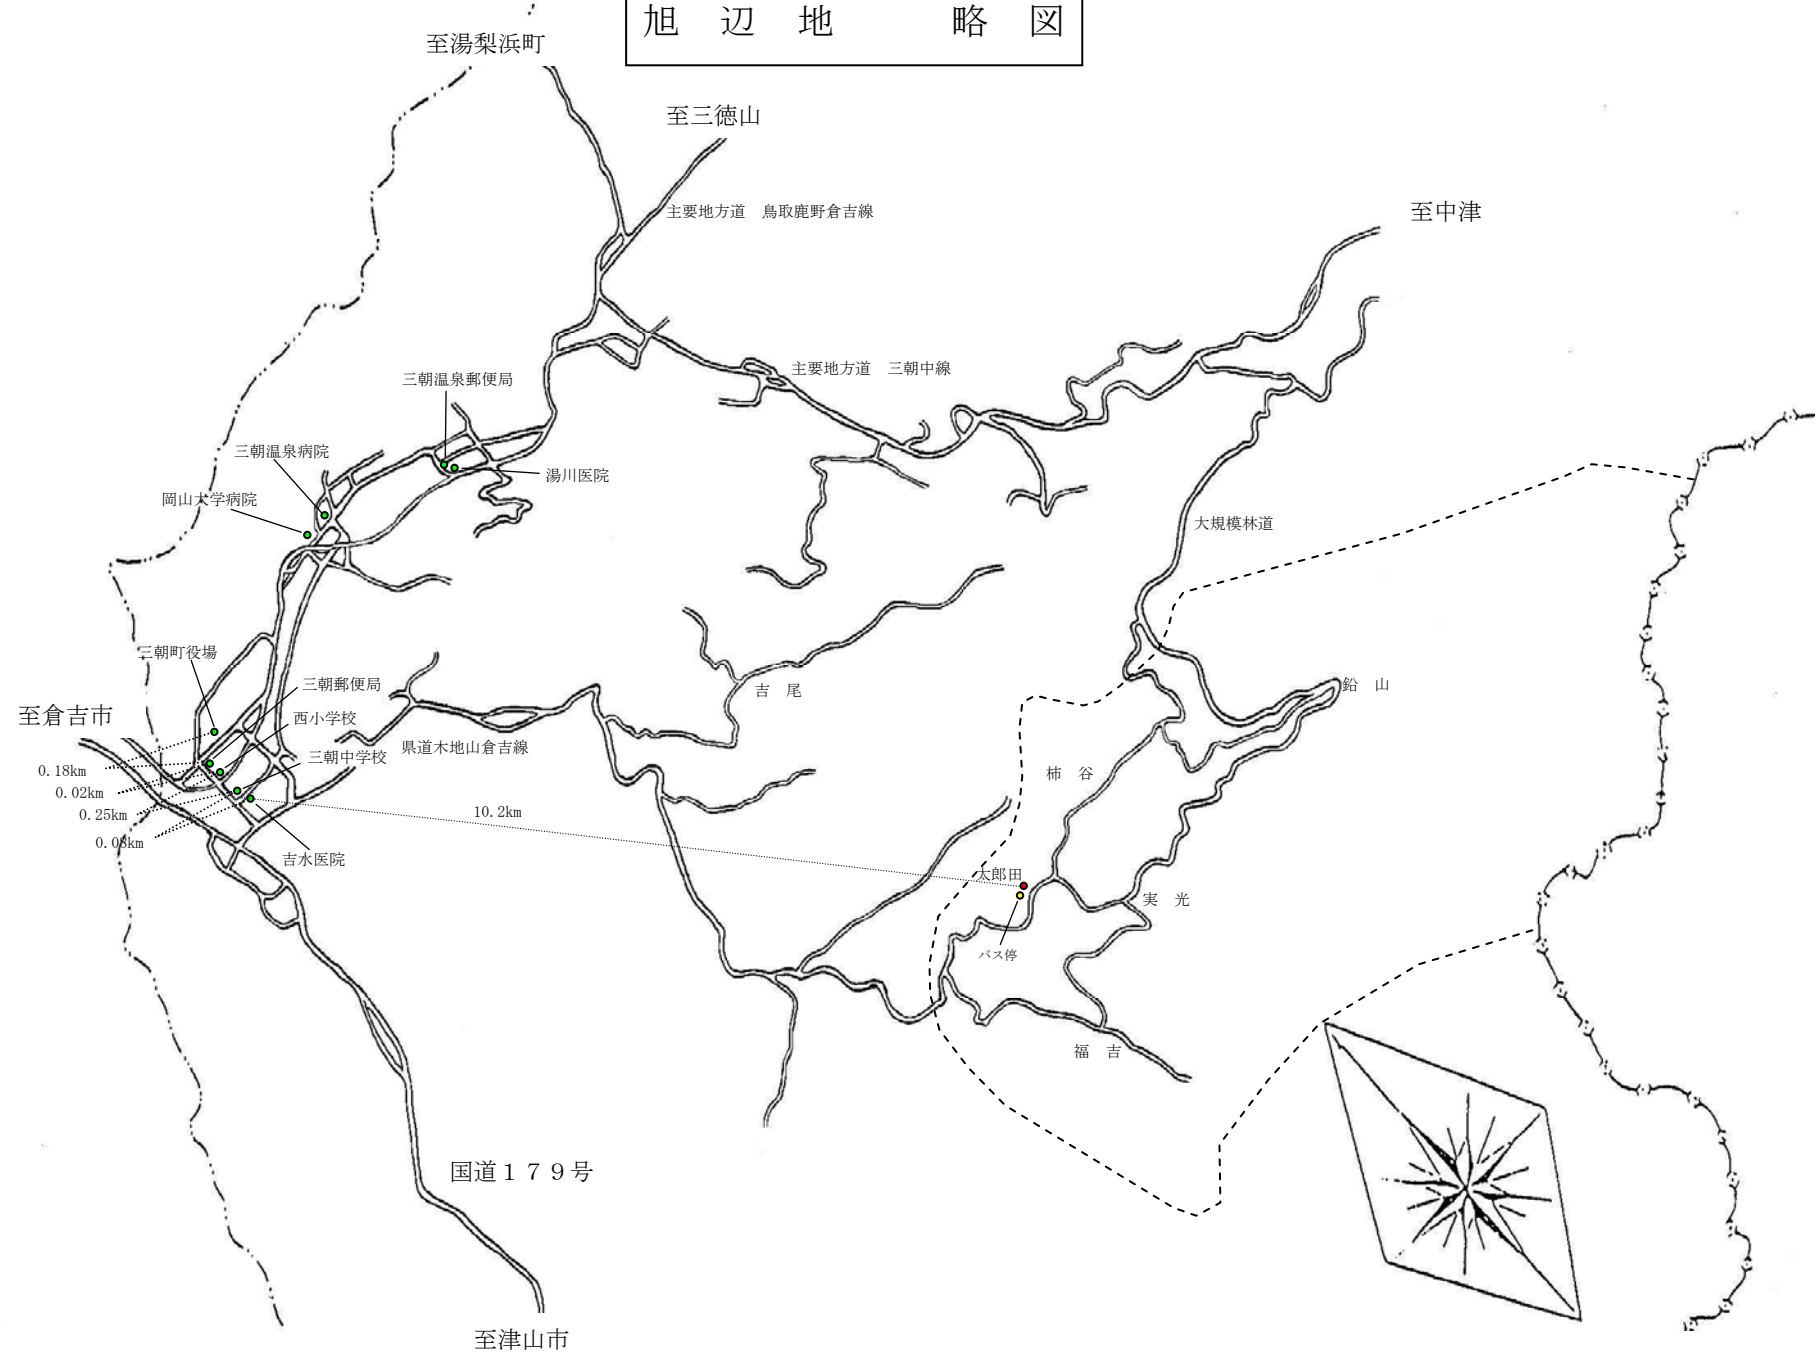 旭　辺　地　　　略　図
至湯梨浜町
至三徳山
主要地方道　鳥取鹿野倉吉線
至中津
主要地方道　三朝中線
三朝温泉郵便局
三朝温泉病院
湯川医院
岡山大学病院
大規模林道
三朝町役場
三朝郵便局
吉　尾
鉛　山
至倉吉市
西小学校
県道木地山倉吉線
三朝中学校
0.18km
柿　谷
0.02km
0.25km
10.2km
0.08km
吉水医院
太郎田
実　光
バス停
福　吉
国道１７９号
至津山市